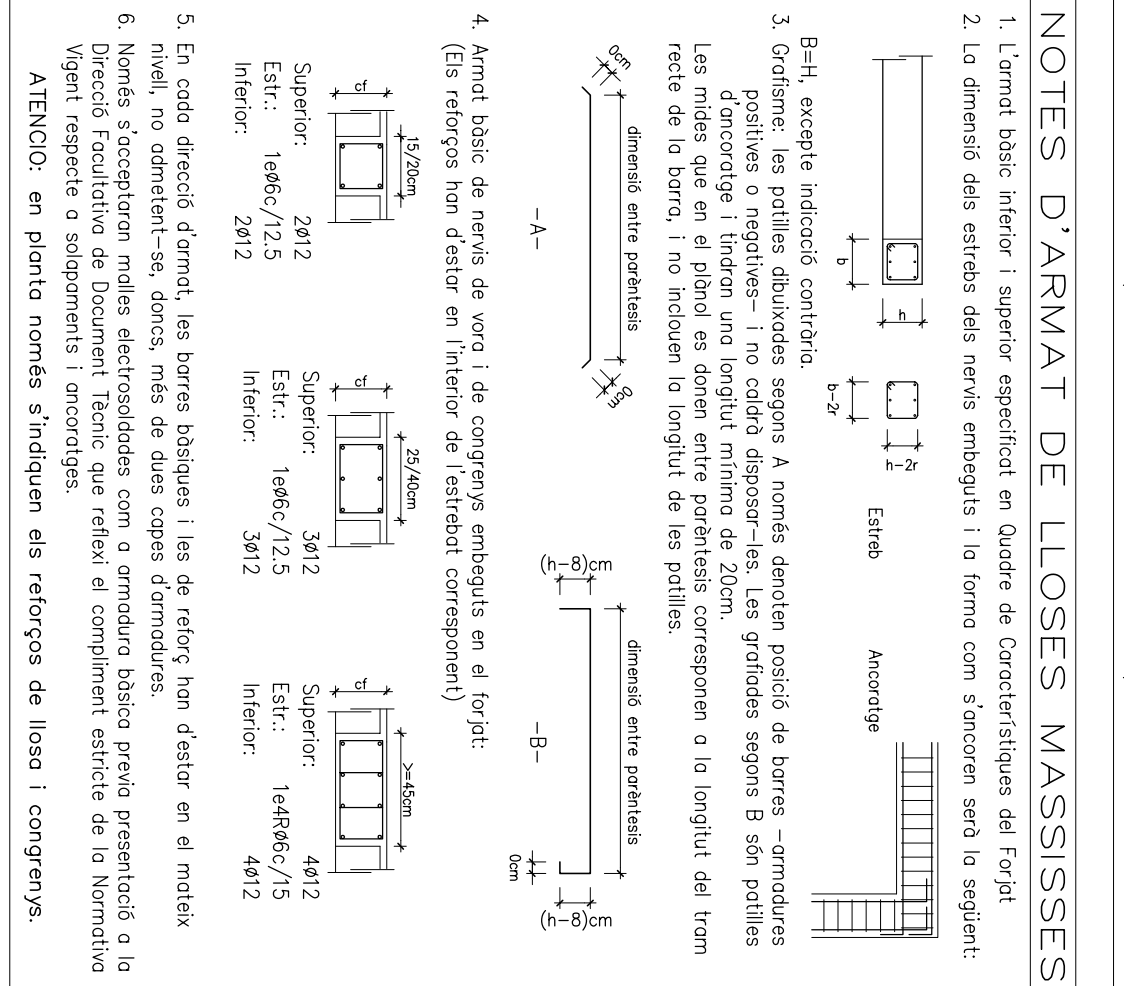 NOTES D'ARMAT DE LLOSES MASSISSES
1. L'armat bàsic inferior i superior especificat en Quadre de Característiques del Forjat
2. La dimensió dels estrebs dels nervis embeguts i la forma com s'ancoren serà la següent:
b
h
b-2r
h-2r
Estreb
Ancoratge
B=H, excepte indicació contrària.
3. Grafisme: les patilles dibuixades segons A només denoten posició de barres -armadures
positives o negatives- i no caldrà disposar-les. Les grafiades segons B són patilles
d'ancoratge i tindran una longitut mínima de 20cm.
Les mides que en el plànol es donen entre parèntesis corresponen a la longitut del tram
recte de la barra, i no inclouen la longitut de les patilles.
0cm
dimensió entre parèntesis
0cm
-A-
(h-8)cm
dimensió entre parèntesis
0cm
(h-8)cm
-B-
4. Armat bàsic de nervis de vora i de congrenys embeguts en el forjat:
(Els reforços han d'estar en l'interior de l'estrebat corresponent)
cf
15/20cm
Superior: 2ø12
Estr.: 1eø6c/12.5
Inferior: 2ø12
cf
25/40cm
Superior: 3ø12
Estr.: 1eø6c/12.5
Inferior: 3ø12
cf
>=45cm
Superior: 4ø12
Estr.: 1e4Rø6c/15
Inferior: 4ø12
5. En cada direcció d'armat, les barres bàsiques i les de reforç han d'estar en el mateix
nivell, no admetent-se, doncs, més de dues capes d'armadures.
6. Només s'acceptaran malles electrosoldades com a armadura bàsica previa presentació a la
Direcció Facultativa de Document Tècnic que reflexi el compliment estricte de la Normativa
Vigent respecte a solapaments i ancoratges.
ATENCIO: en planta només s'indiquen els reforços de llosa i congrenys.